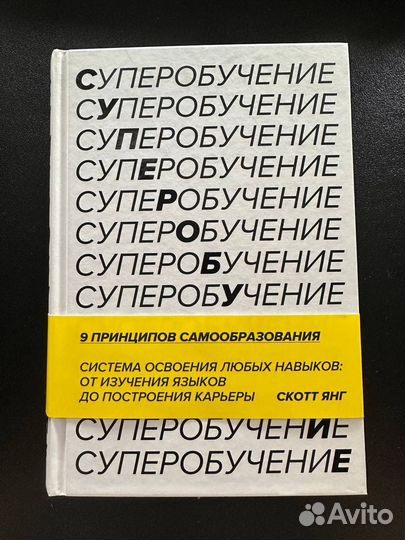 СУПЕРОБУЧЕНИЕ
СУПЕРОБУЧЕНИЕ
СУПЕРОБУЧЕНИЕ
СУПЕРОБУЧЕНИЕ
СУПЕРОБУЧЕНИЕ
СУПЕРОБУЧЕНИЕ
СУПЕРОБУЧЕНИЕ
СУПЕРОБУЧЕНИЕ
9 ПРИНЦИПОВ САМООБРАЗОВАНИЯ
СИСТЕМА ОСВОЕНИЯ ЛЮБЫХ НАВЫКОВ:
ОТ ИЗУЧЕНИЯ ЯЗЫКОВ
ДО ПОСТРОЕНИЯ КАРЬЕРЫ СКОТТ ЯНГ
СУПЕРОБУЧЕНИЕ
СУПЕРОБУЧЕНИЕ
Avito